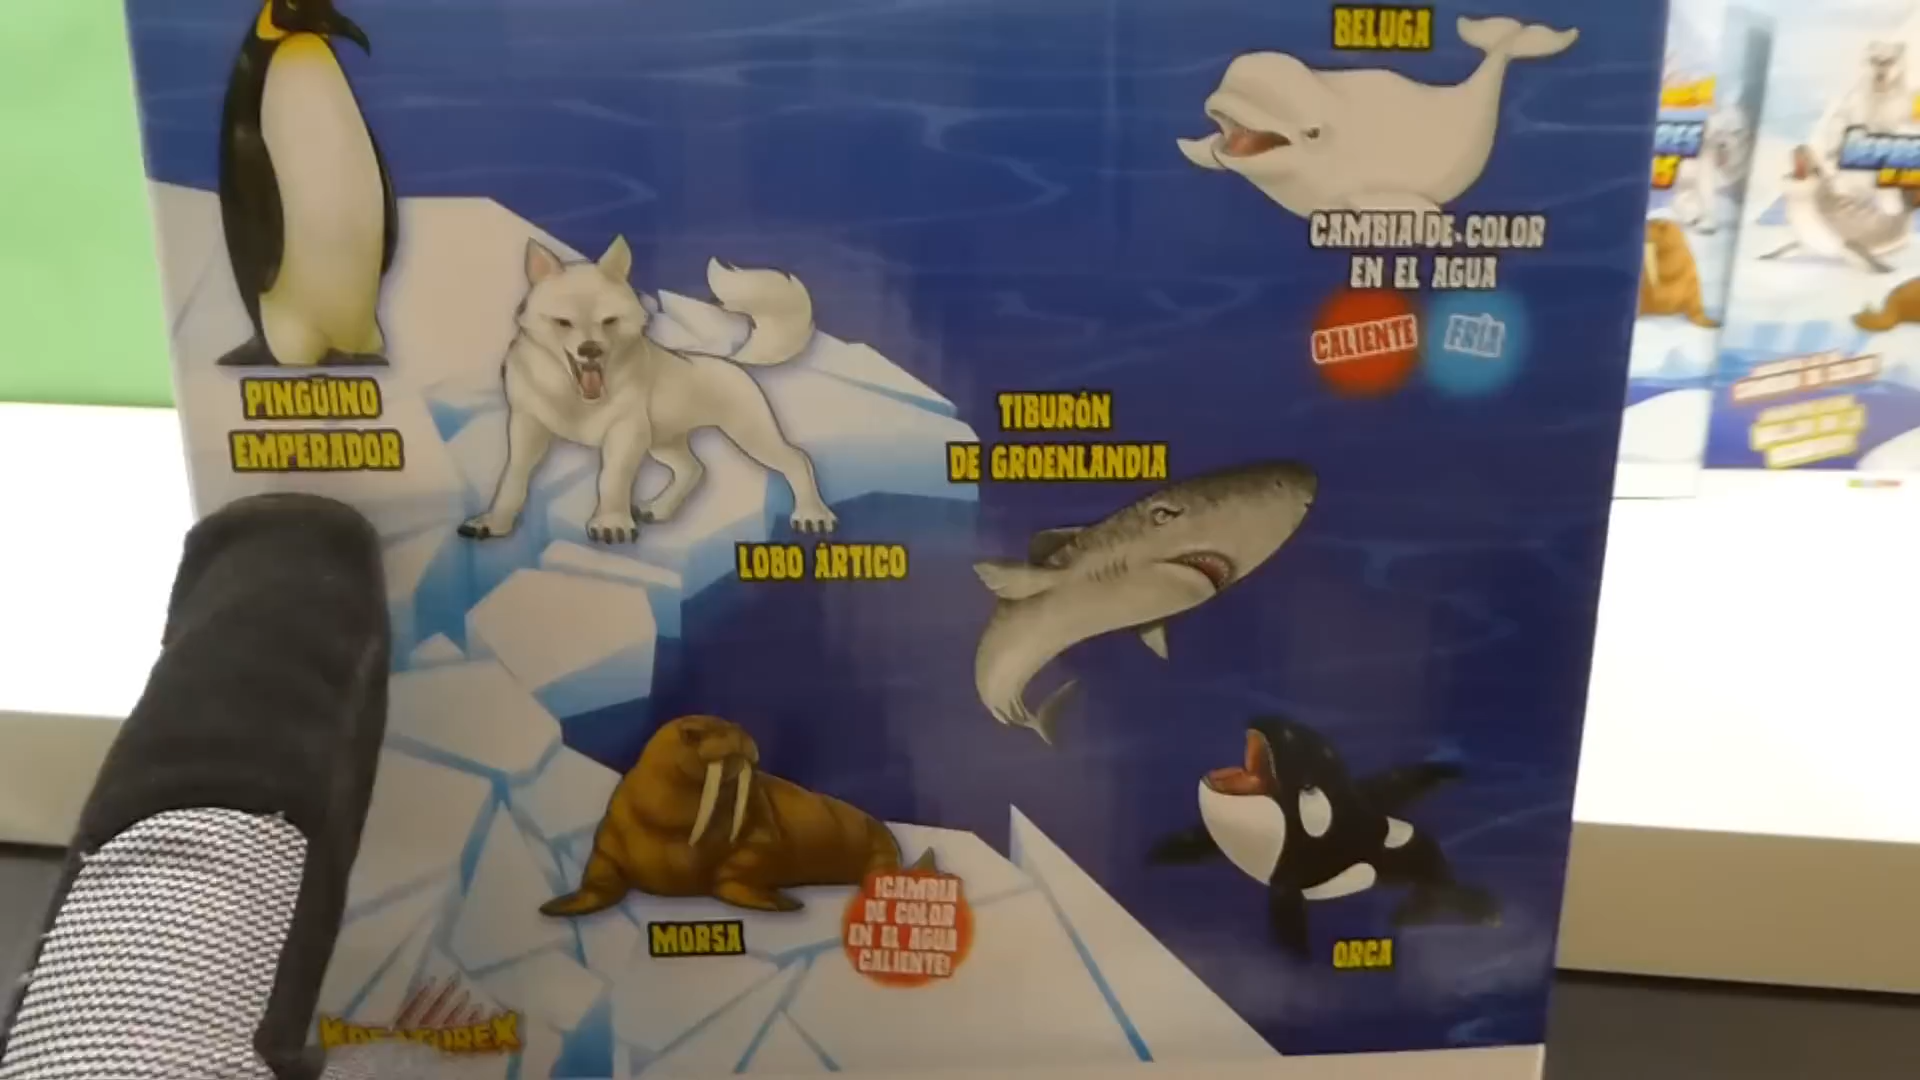 BELUGA
CAMBIA DE COLOR
EN EL AGUA
CALIENTE
FRÍA
PINGÜINO
EMPERADOR
TIBURÓN
DE GROENLANDIA
LOBO ÁRTICO
MORSA
¡CAMBIA
DE COLOR
EN EL AGUA
CALIENTE!
ORCA